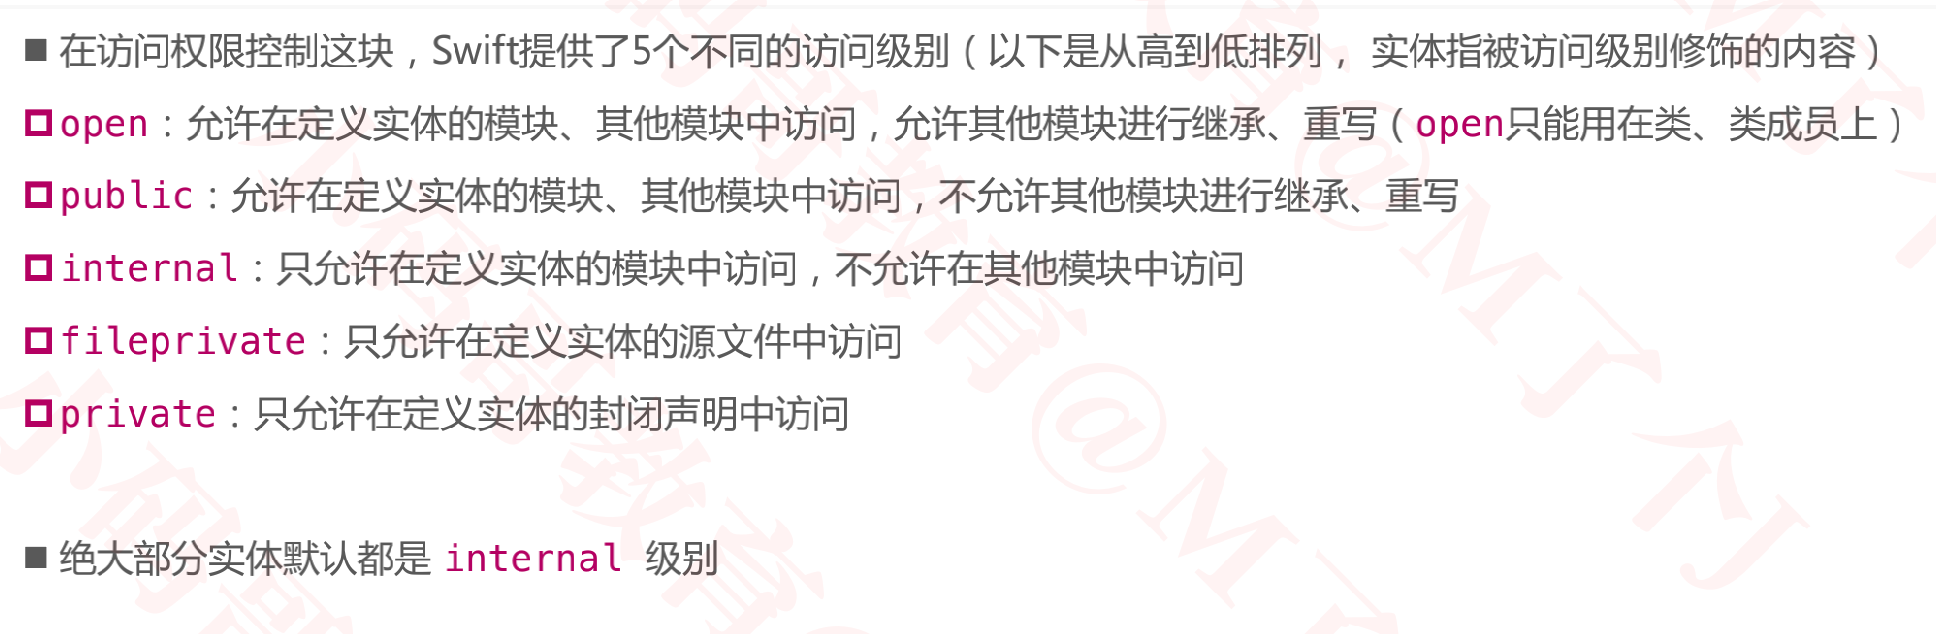 ■ 在访问权限控制这块，Swift提供了5个不同的访问级别（以下是从高到低排列， 实体指被访问级别修饰的内容）
open：允许在定义实体的模块、其他模块中访问，允许其他模块进行继承、重写（open只能用在类、类成员上）
public：允许在定义实体的模块、其他模块中访问，不允许其他模块进行继承、重写
internal：只允许在定义实体的模块中访问，不允许在其他模块中访问
fileprivate：只允许在定义实体的源文件中访问
private：只允许在定义实体的封闭声明中访问
■ 绝大部分实体默认都是 internal 级别
小码哥教育@M了个